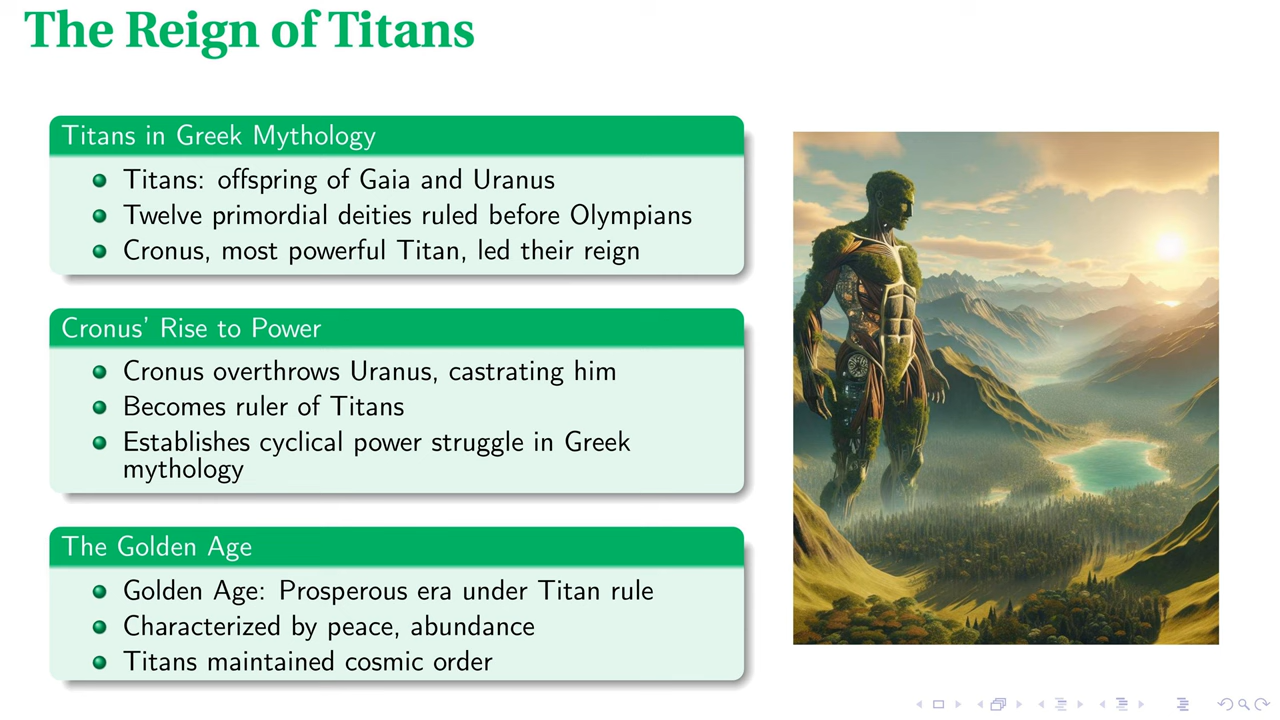 The Reign of Titans
Titans in Greek Mythology
Titans: offspring of Gaia and Uranus
Twelve primordial deities ruled before Olympians
Cronus, most powerful Titan, led their reign
Cronus' Rise to Power
Cronus overthrows Uranus, castrating him
Becomes ruler of Titans
Establishes cyclical power struggle in Greek
mythology
The Golden Age
Golden Age: Prosperous era under Titan rule
Characterized by peace, abundance
Titans maintained cosmic order